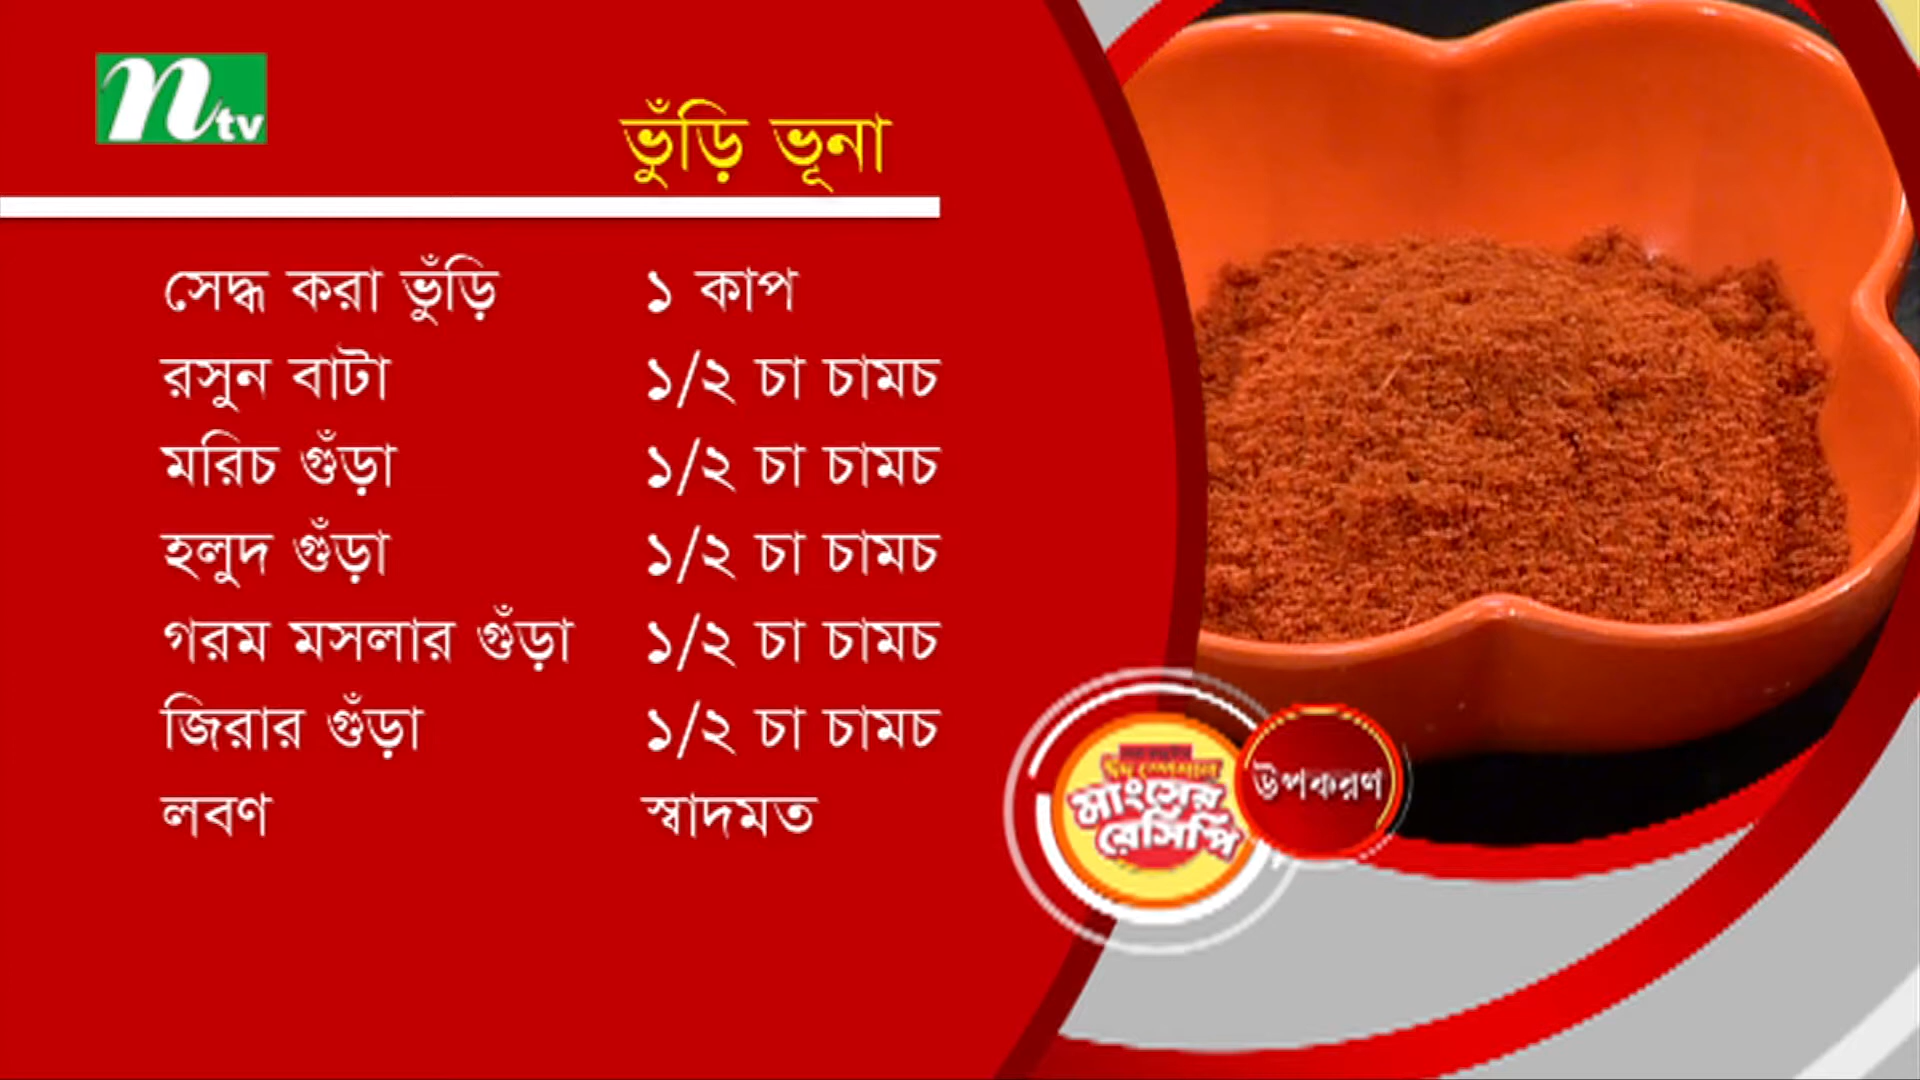 ntv
ভুঁড়ি ভূনা
সেদ্ধ করা ভুঁড়ি ১ কাপ
রসুন বাটা ১/২ চা চামচ
মরিচ গুঁড়া ১/২ চা চামচ
হলুদ গুঁড়া ১/২ চা চামচ
গরম মসলার গুঁড়া ১/২ চা চামচ
জিরার গুঁড়া ১/২ চা চামচ
লবণ স্বাদমত
ঈদ স্পেশাল
মাংসের
রেসিপি
উপকরণ